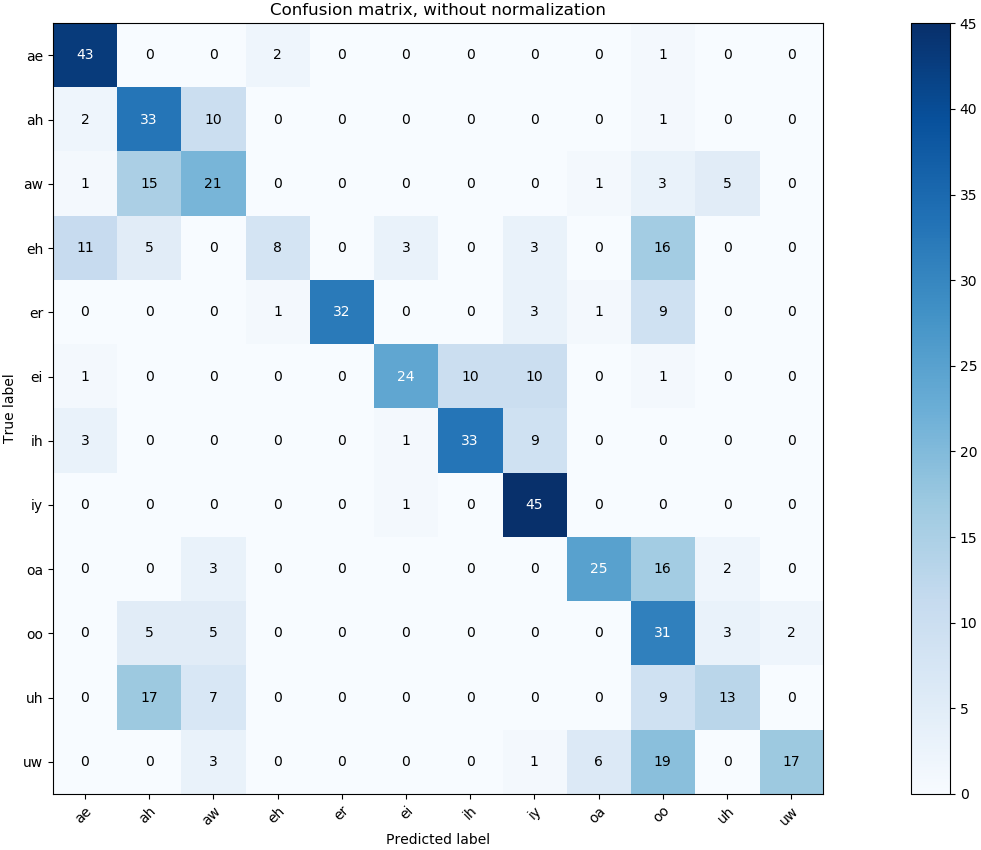 Confusion matrix, without normalization
ae 43 0 0 2 0 0 0 0 0 1 0 0
ah 2 33 10 0 0 0 0 0 0 1 0 0
aw 1 15 21 0 0 0 0 0 1 3 5 0
eh 11 5 0 8 0 3 0 3 0 16 0 0
er 0 0 0 1 32 0 0 3 1 9 0 0
ei 1 0 0 0 0 24 10 10 0 1 0 0
ih 3 0 0 0 0 1 33 9 0 0 0 0
iy 0 0 0 0 0 1 0 45 0 0 0 0
oa 0 0 3 0 0 0 0 0 25 16 2 0
oo 0 5 5 0 0 0 0 0 0 31 3 2
uh 0 17 7 0 0 0 0 0 0 9 13 0
uw 0 0 3 0 0 0 0 1 6 19 0 17
ae ah aw eh er ei ih iy oa oo uh uw
Predicted label
True label
45
40
35
30
25
20
15
10
5
0